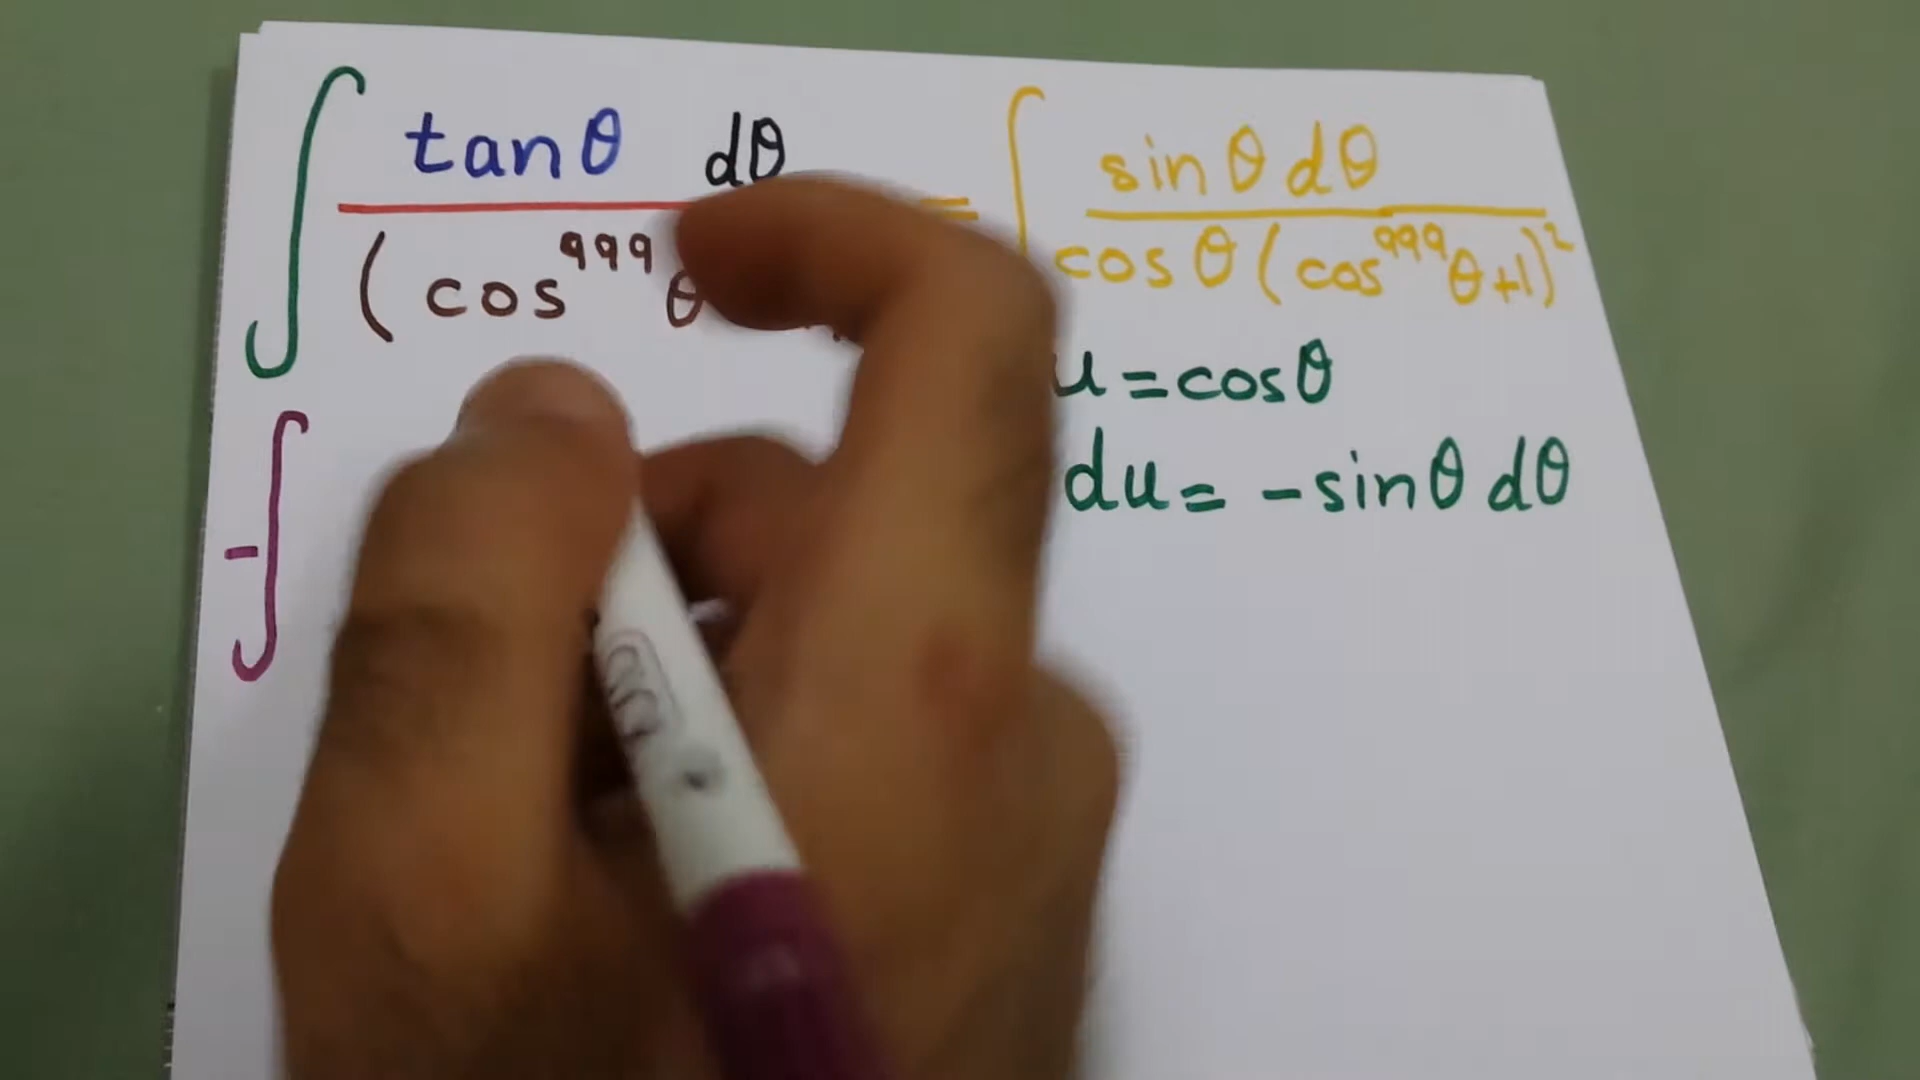 ∫ tanθ dθ / (cos⁹⁹⁹θ = ∫ sinθ dθ / cosθ(cos⁹⁹⁹θ+1)²
u=cosθ
du= -sinθ dθ
-∫